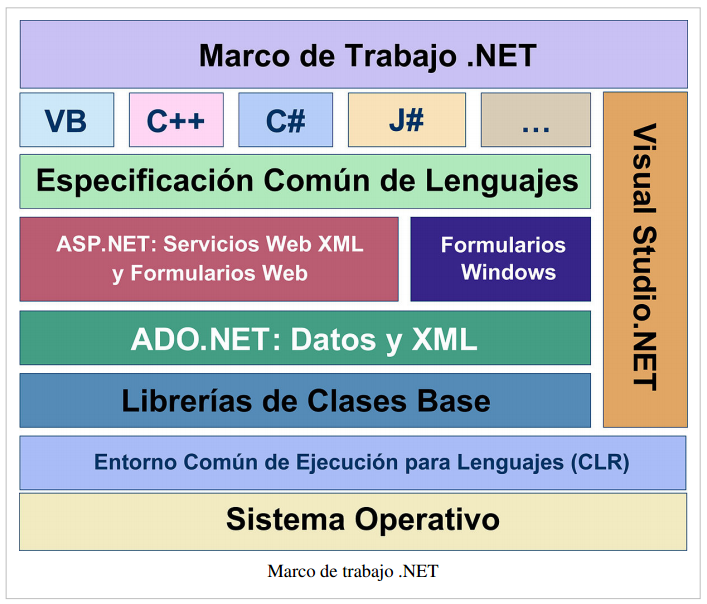 Marco de Trabajo .NET
VB
C++
C#
J#
...
Visual Studio.NET
Especificación Común de Lenguajes
ASP.NET: Servicios Web XML
y Formularios Web
Formularios
Windows
ADO.NET: Datos y XML
Librerías de Clases Base
Entorno Común de Ejecución para Lenguajes (CLR)
Sistema Operativo
Marco de trabajo .NET